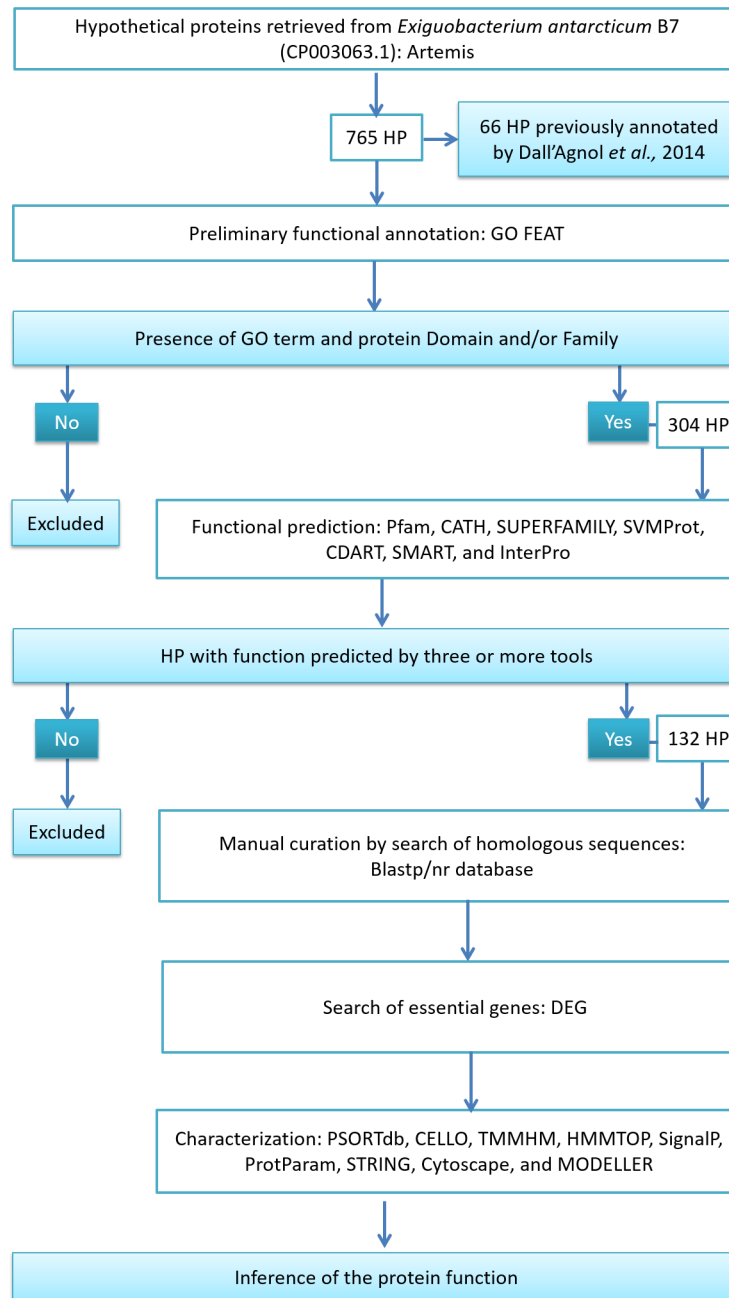 Hypothetical proteins retrieved from Exiguobacterium antarcticum B7
(CP003063.1): Artemis
765 HP
66 HP previously annotated
by Dall'Agnol et al., 2014
Preliminary functional annotation: GO FEAT
Presence of GO term and protein Domain and/or Family
No
Yes
304 HP
Excluded
Functional prediction: Pfam, CATH, SUPERFAMILY, SVMProt,
CDART, SMART, and InterPro
HP with function predicted by three or more tools
No
Yes
132 HP
Excluded
Manual curation by search of homologous sequences:
Blastp/nr database
Search of essential genes: DEG
Characterization: PSORTdb, CELLO, TMMHM, HMMTOP, SignalP,
ProtParam, STRING, Cytoscape, and MODELLER
Inference of the protein function